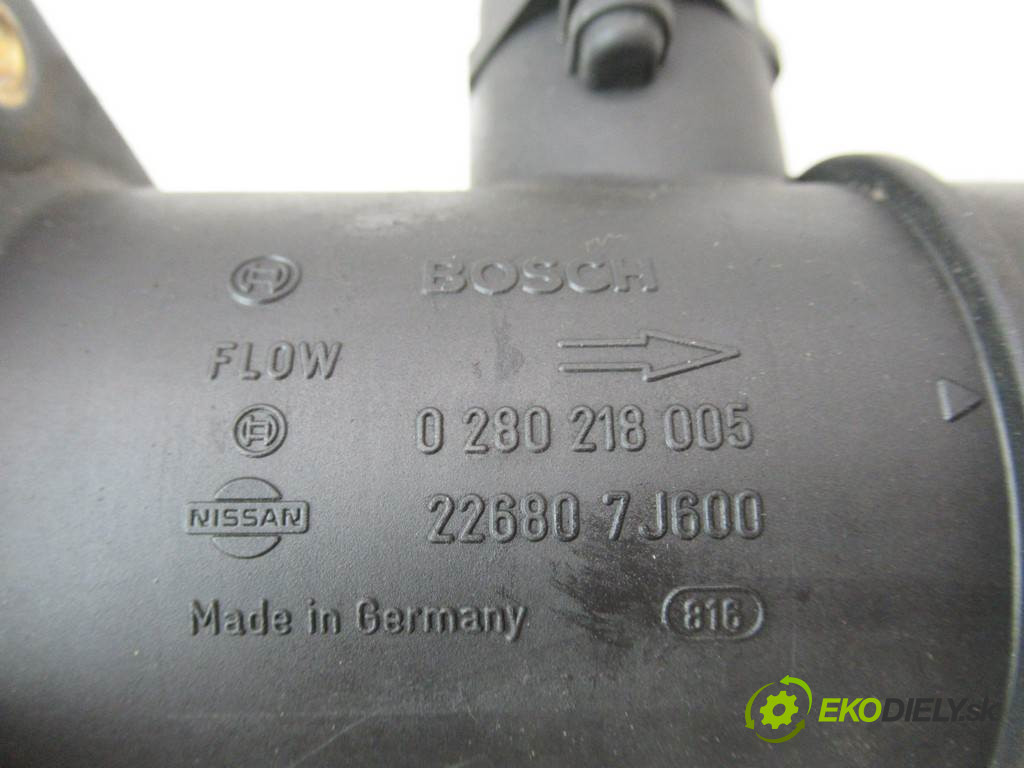 BOSCH
FLOW
0 280 218 005
NISSAN 22680 7J600
Made in Germany 816
EKODIELY.sk